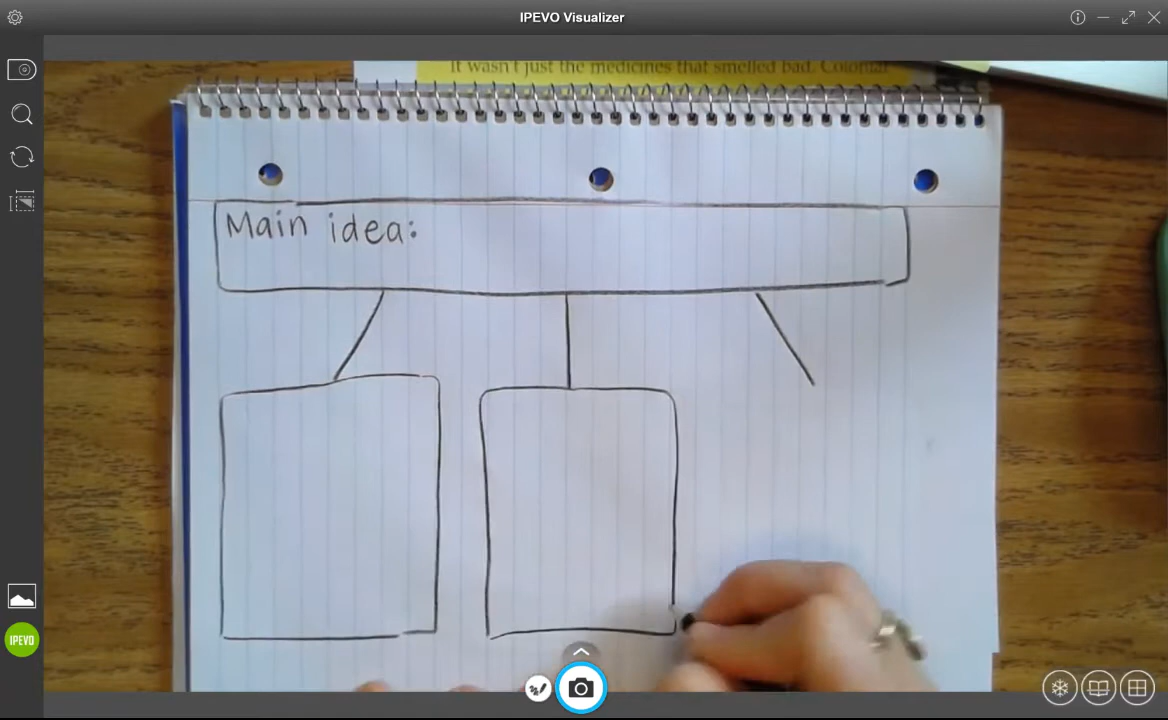 IPEVO Visualizer
It wasn't just the medicines that smelled bad. Colonial
Main idea:
IPEVO